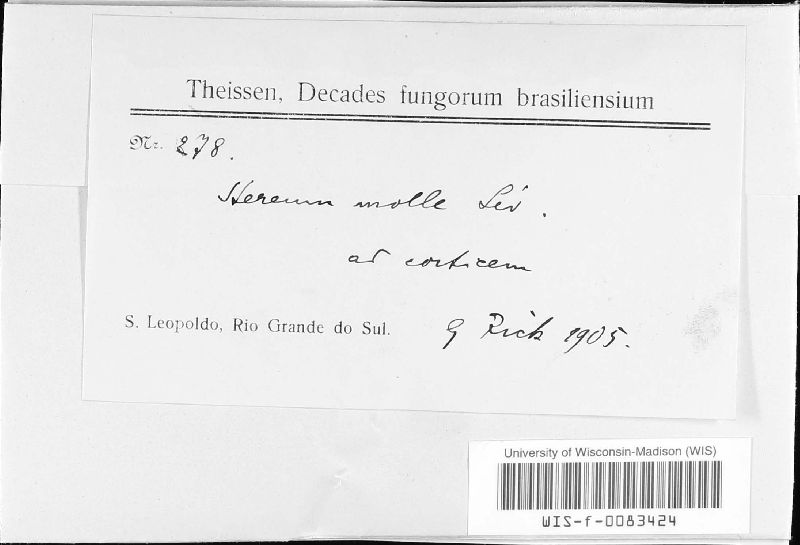 Theissen, Decades fungorum brasiliensium
Nr. 278.
Stereum molle Lév.
ad corticem
S. Leopoldo, Rio Grande do Sul. g Rick 1905.
University of Wisconsin-Madison (WIS)
WIS-f-0083424